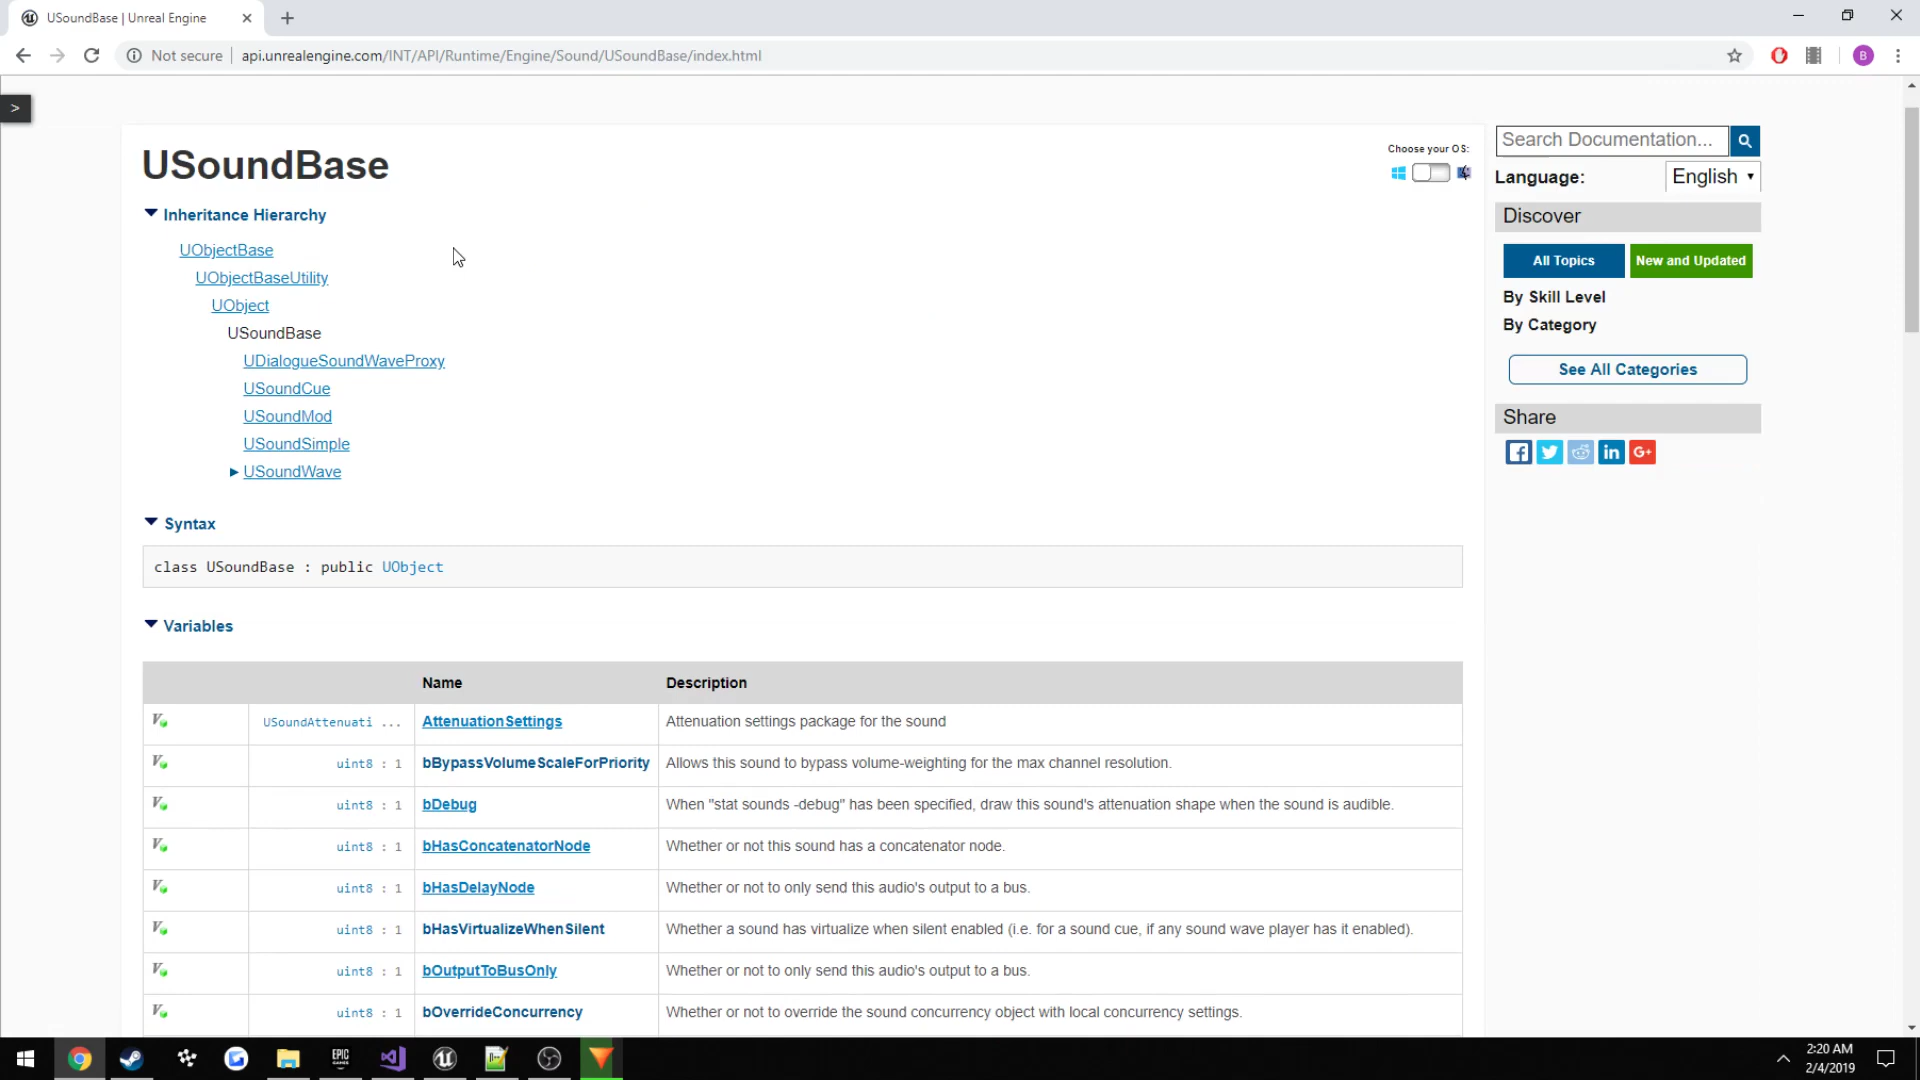 USoundBase | Unreal Engine
Not secure
api.unrealengine.com/INT/API/Runtime/Engine/Sound/USoundBase/index.html
B
>
USoundBase
Choose your OS:
Search Documentation...
Language:
English
Inheritance Hierarchy
UObjectBase
UObjectBaseUtility
UObject
USoundBase
UDialogueSoundWaveProxy
USoundCue
USoundMod
USoundSimple
USoundWave
Discover
All Topics
New and Updated
By Skill Level
By Category
See All Categories
Share
Syntax
class USoundBase : public UObject
Variables
Name Description
USoundAttenuati ... AttenuationSettings Attenuation settings package for the sound
uint8 : 1 bBypassVolumeScaleForPriority Allows this sound to bypass volume-weighting for the max channel resolution.
uint8 : 1 bDebug When "stat sounds -debug" has been specified, draw this sound's attenuation shape when the sound is audible.
uint8 : 1 bHasConcatenatorNode Whether or not this sound has a concatenator node.
uint8 : 1 bHasDelayNode Whether or not to only send this audio's output to a bus.
uint8 : 1 bHasVirtualizeWhenSilent Whether a sound has virtualize when silent enabled (i.e. for a sound cue, if any sound wave player has it enabled).
uint8 : 1 bOutputToBusOnly Whether or not to only send this audio's output to a bus.
uint8 : 1 bOverrideConcurrency Whether or not to override the sound concurrency object with local concurrency settings.
EPIC
GAMES
2:20 AM
2/4/2019